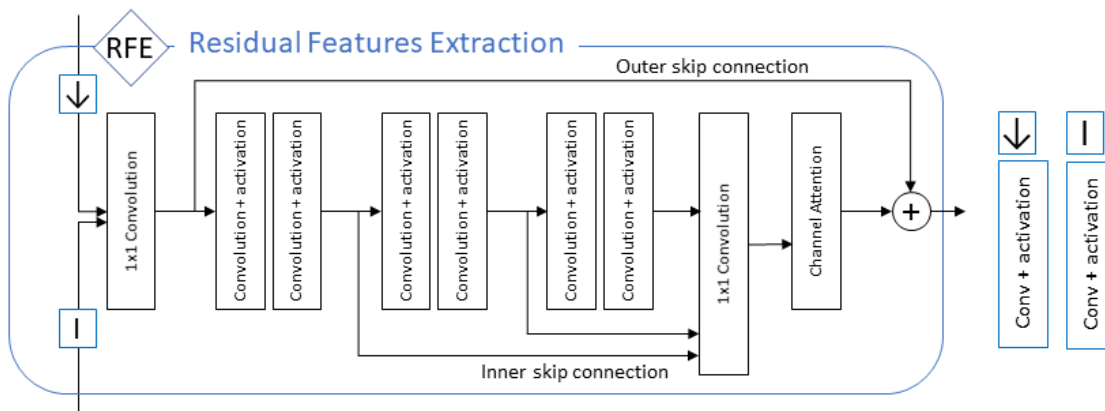 RFE
Residual Features Extraction
Outer skip connection
1x1 Convolution
Convolution + activation
Convolution + activation
Convolution + activation
Convolution + activation
Convolution + activation
Convolution + activation
1x1 Convolution
Channel Attention
+
I
Inner skip connection
I
Conv + activation
Conv + activation